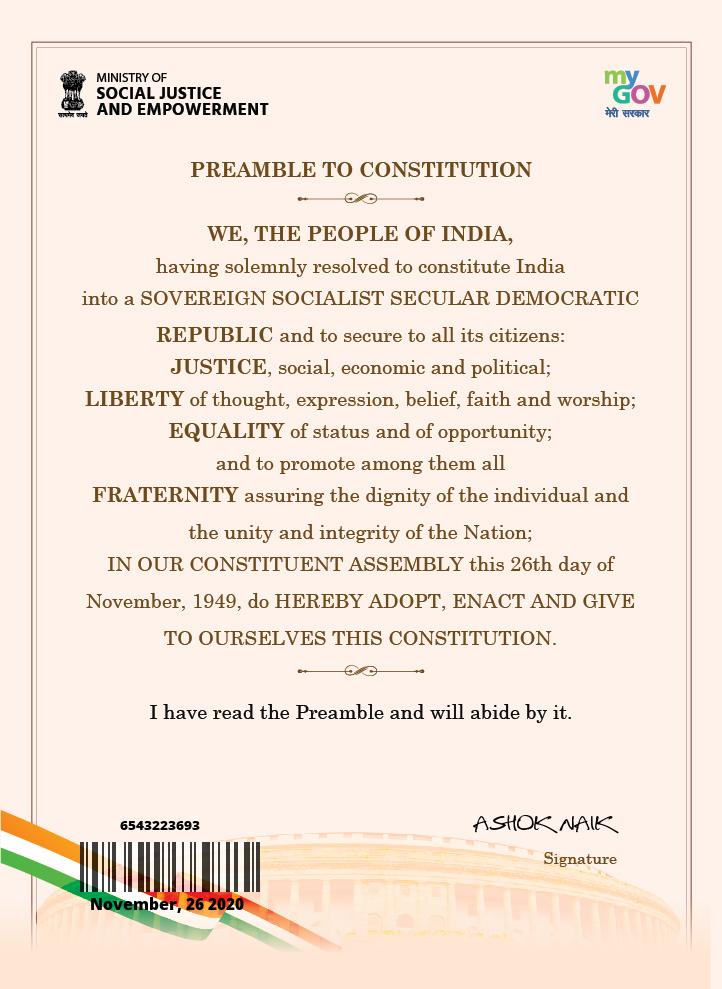 सत्यमेव जयते
MINISTRY OF
SOCIAL JUSTICE
AND EMPOWERMENT
my
GOV
मेरी सरकार
PREAMBLE TO CONSTITUTION
WE, THE PEOPLE OF INDIA,
having solemnly resolved to constitute India
into a SOVEREIGN SOCIALIST SECULAR DEMOCRATIC
REPUBLIC and to secure to all its citizens:
JUSTICE, social, economic and political;
LIBERTY of thought, expression, belief, faith and worship;
EQUALITY of status and of opportunity;
and to promote among them all
FRATERNITY assuring the dignity of the individual and
the unity and integrity of the Nation;
IN OUR CONSTITUENT ASSEMBLY this 26th day of
November, 1949, do HEREBY ADOPT, ENACT AND GIVE
TO OURSELVES THIS CONSTITUTION.
I have read the Preamble and will abide by it.
6543223693
November, 26 2020
ASHOK NAIK
Signature